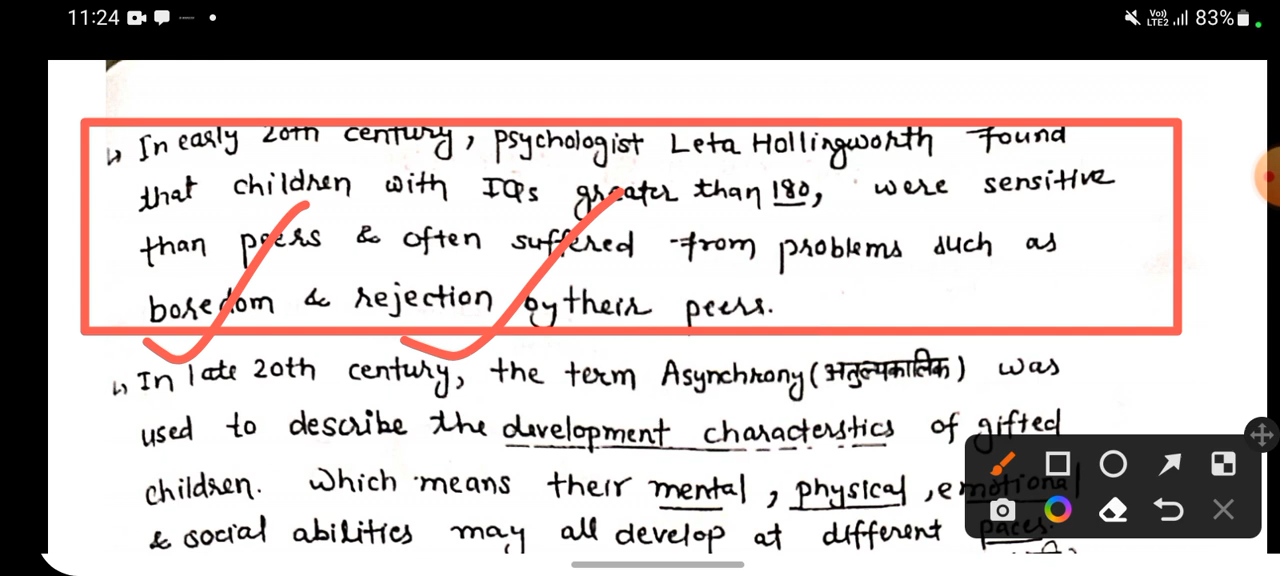 11:24
Vo) LTE2 83%
↳ In early 20th century, psychologist Leta Hollingworth found
that children with IQs greater than 180, were sensitive
than peers & often suffered from problems such as
boredom & rejection by their peers.
↳ In late 20th century, the term Asynchrony (अतुल्यकालिक) was
used to describe the development characterstics of gifted
children. Which means their mental, physical, emotional
& social abilities may all develop at different paces.